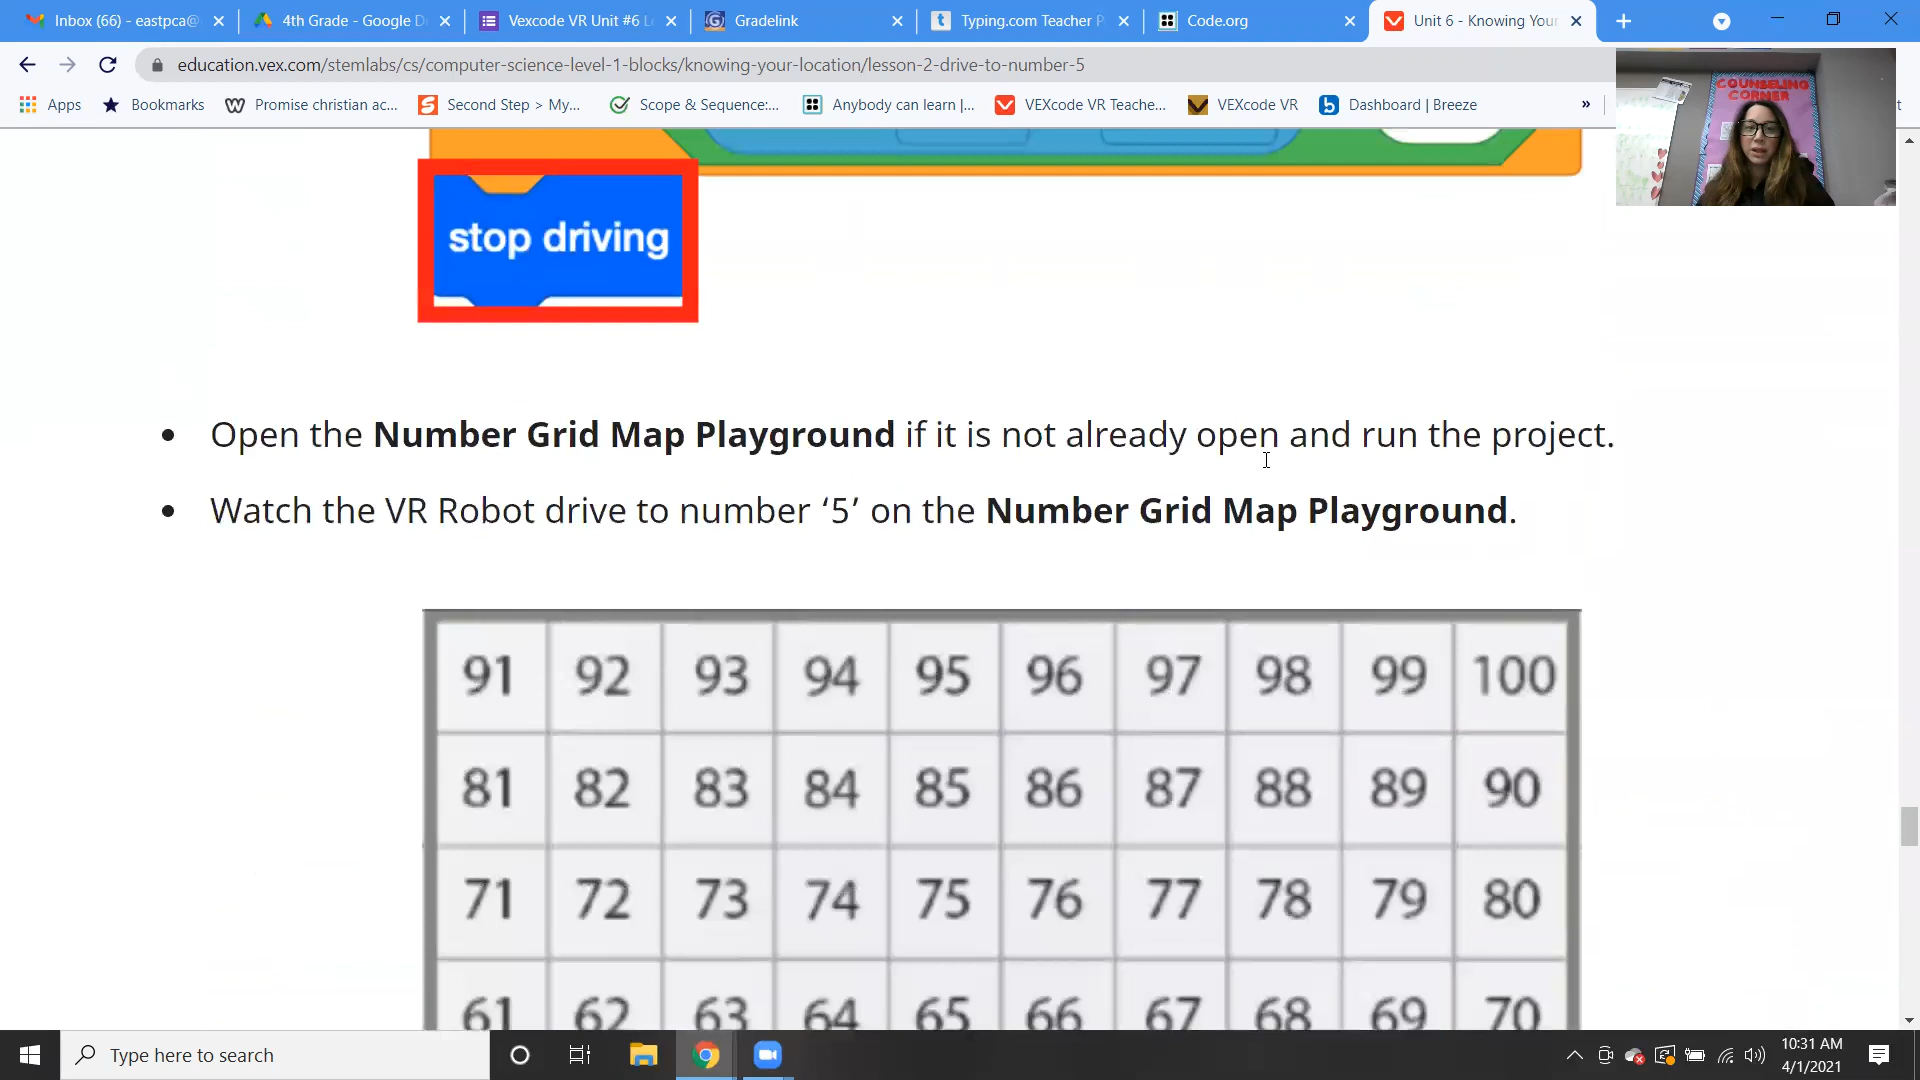 Inbox (66) - eastpca@
4th Grade - Google D
Vexcode VR Unit #6 L
Gradelink
Typing.com Teacher P
Code.org
Unit 6 - Knowing Your
education.vex.com/stemlabs/cs/computer-science-level-1-blocks/knowing-your-location/lesson-2-drive-to-number-5
Apps
Bookmarks
Promise christian ac...
Second Step > My...
Scope & Sequence:...
Anybody can learn |...
VEXcode VR Teache...
VEXcode VR
Dashboard | Breeze
»
COUNSELING
CORNER
stop driving
• Open the Number Grid Map Playground if it is not already open and run the project.
• Watch the VR Robot drive to number ‘5’ on the Number Grid Map Playground.
91 92 93 94 95 96 97 98 99 100
81 82 83 84 85 86 87 88 89 90
71 72 73 74 75 76 77 78 79 80
61 62 63 64 65 66 67 68 69 70
Type here to search
10:31 AM
4/1/2021